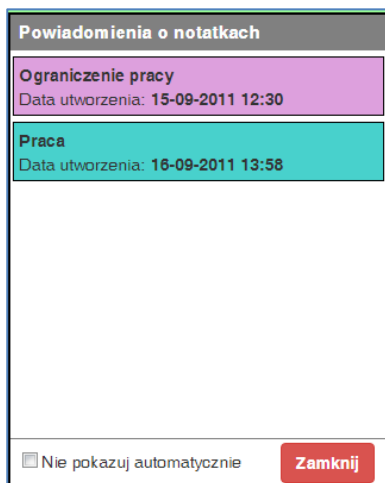 Powiadomienia o notatkach
Ograniczenie pracy
Data utworzenia: 15-09-2011 12:30
Praca
Data utworzenia: 16-09-2011 13:58
Nie pokazuj automatycznie
Zamknij